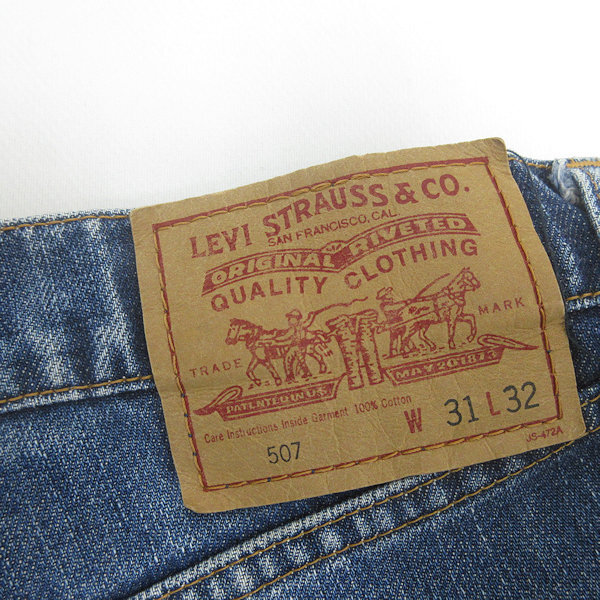 LEVI STRAUSS & CO.
SAN FRANCISCO, CAL
ORIGINAL RIVETED
QUALITY CLOTHING
TRADE MARK
PATENTED IN U.S. MAY 20 1873
Care Instructions Inside Garment 100% Cotton
W 31 L 32
507
JS-472A